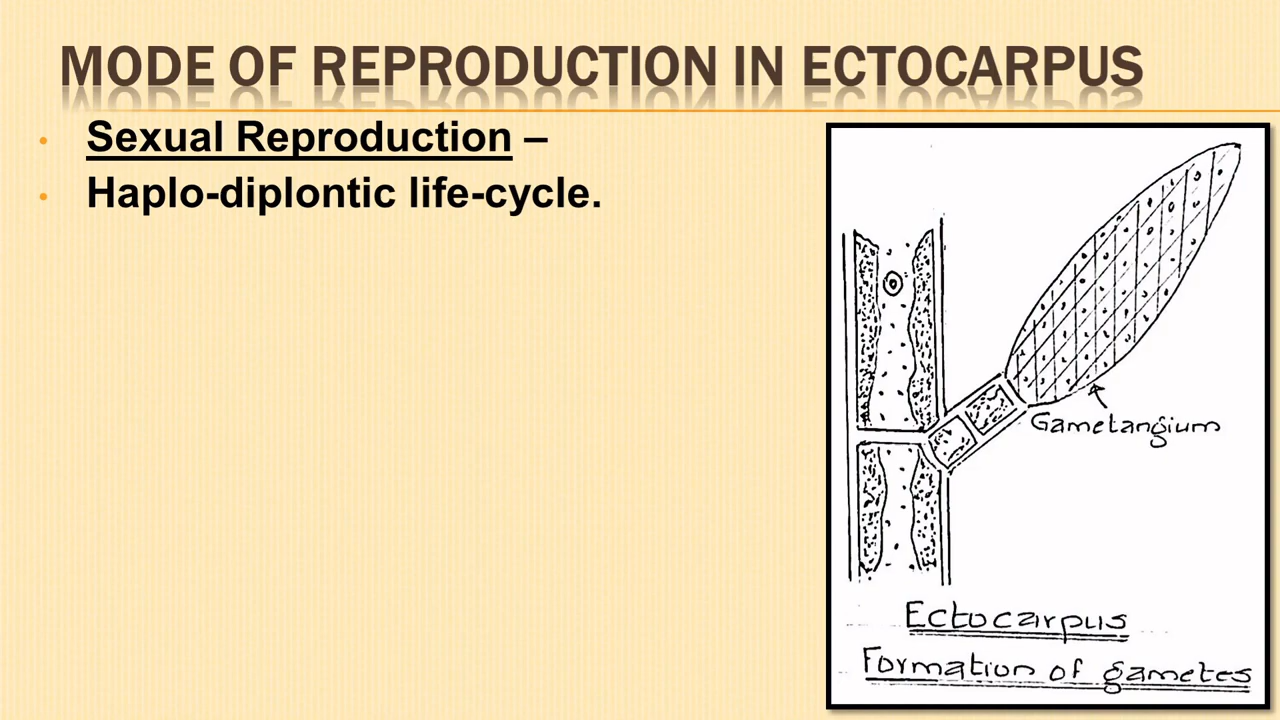 MODE OF REPRODUCTION IN ECTOCARPUS
• Sexual Reproduction –
• Haplo-diplontic life-cycle.
Gametangium
Ectocarpus
Formation of gametes